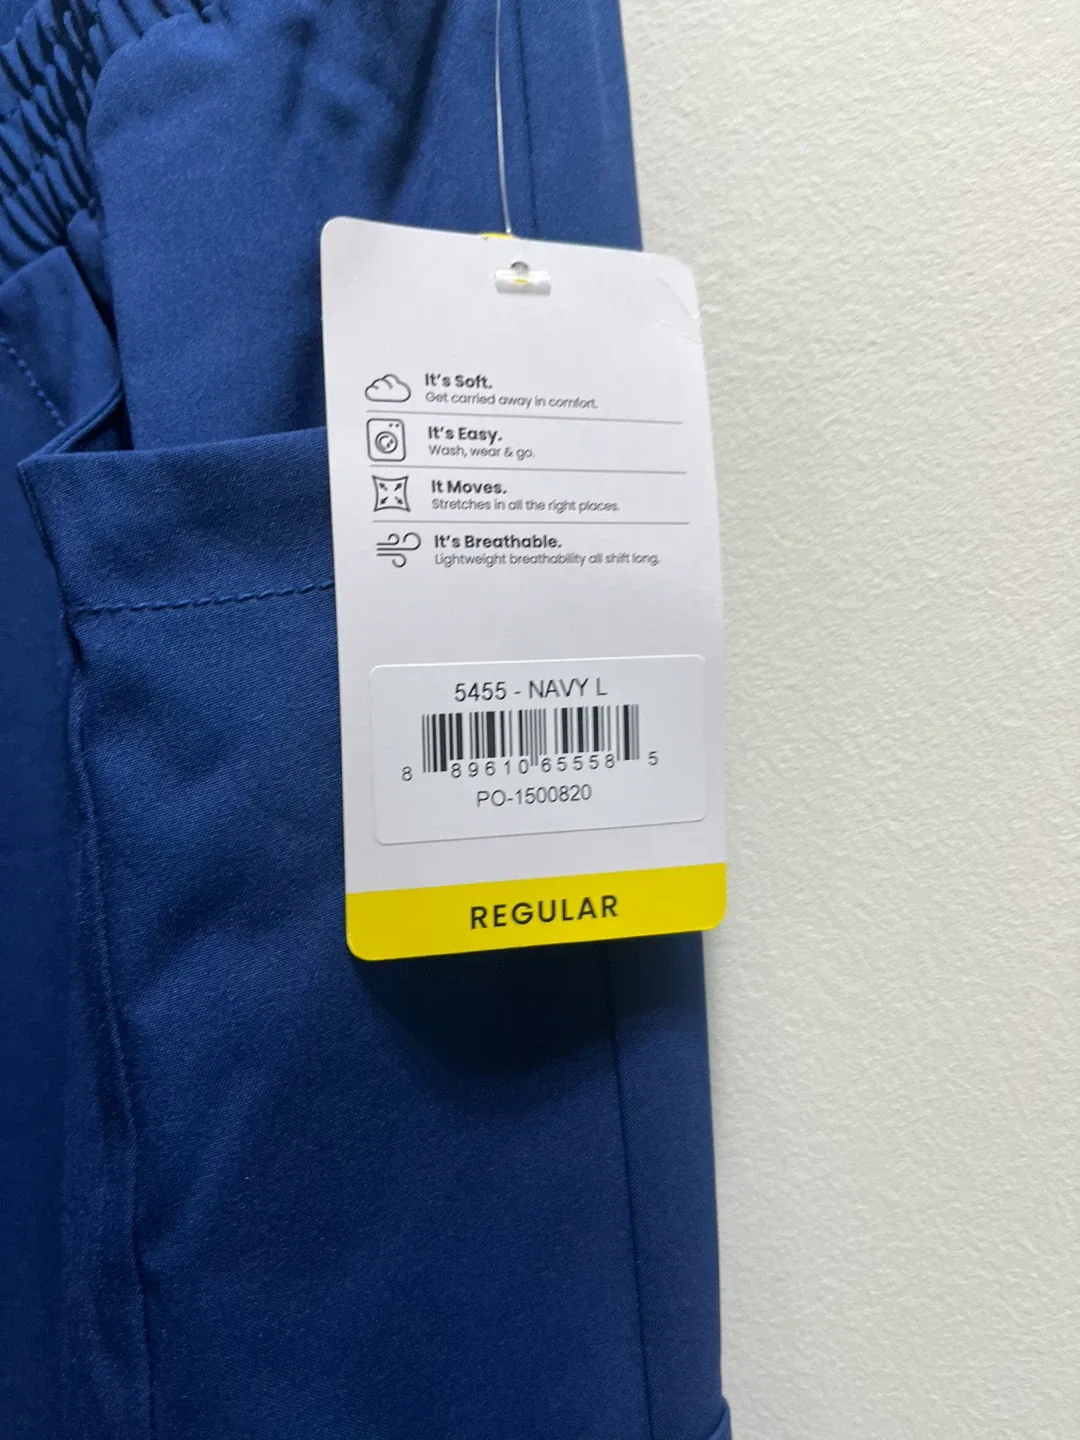 It's Soft.
Get carried away in comfort.
It's Easy.
Wash, wear & go.
It Moves.
Stretches in all the right places.
It's Breathable.
Lightweight breathability all shift long.
5455 - NAVY L
8 89610 65558 5
PO-1500820
REGULAR